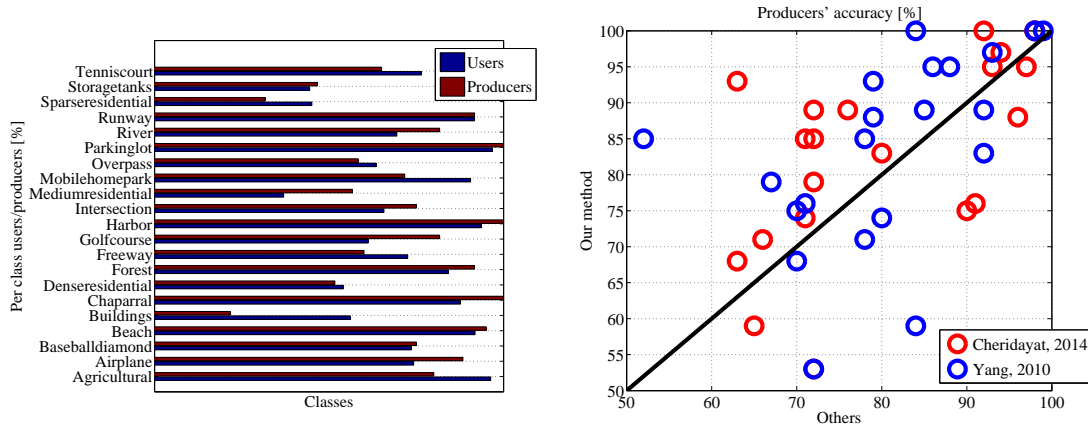 Per class users/producers [%]
Tenniscourt
Storagetanks
Sparseresidential
Runway
River
Parkinglot
Overpass
Mobilehomepark
Mediumresidential
Intersection
Harbor
Golfcourse
Freeway
Forest
Denseresidential
Chaparral
Buildings
Beach
Baseballdiamond
Airplane
Agricultural
Classes
Users
Producers
Producers' accuracy [%]
Our method
100
95
90
85
80
75
70
65
60
55
50
50 60 70 80 90 100
Others
Cheridayat, 2014
Yang, 2010